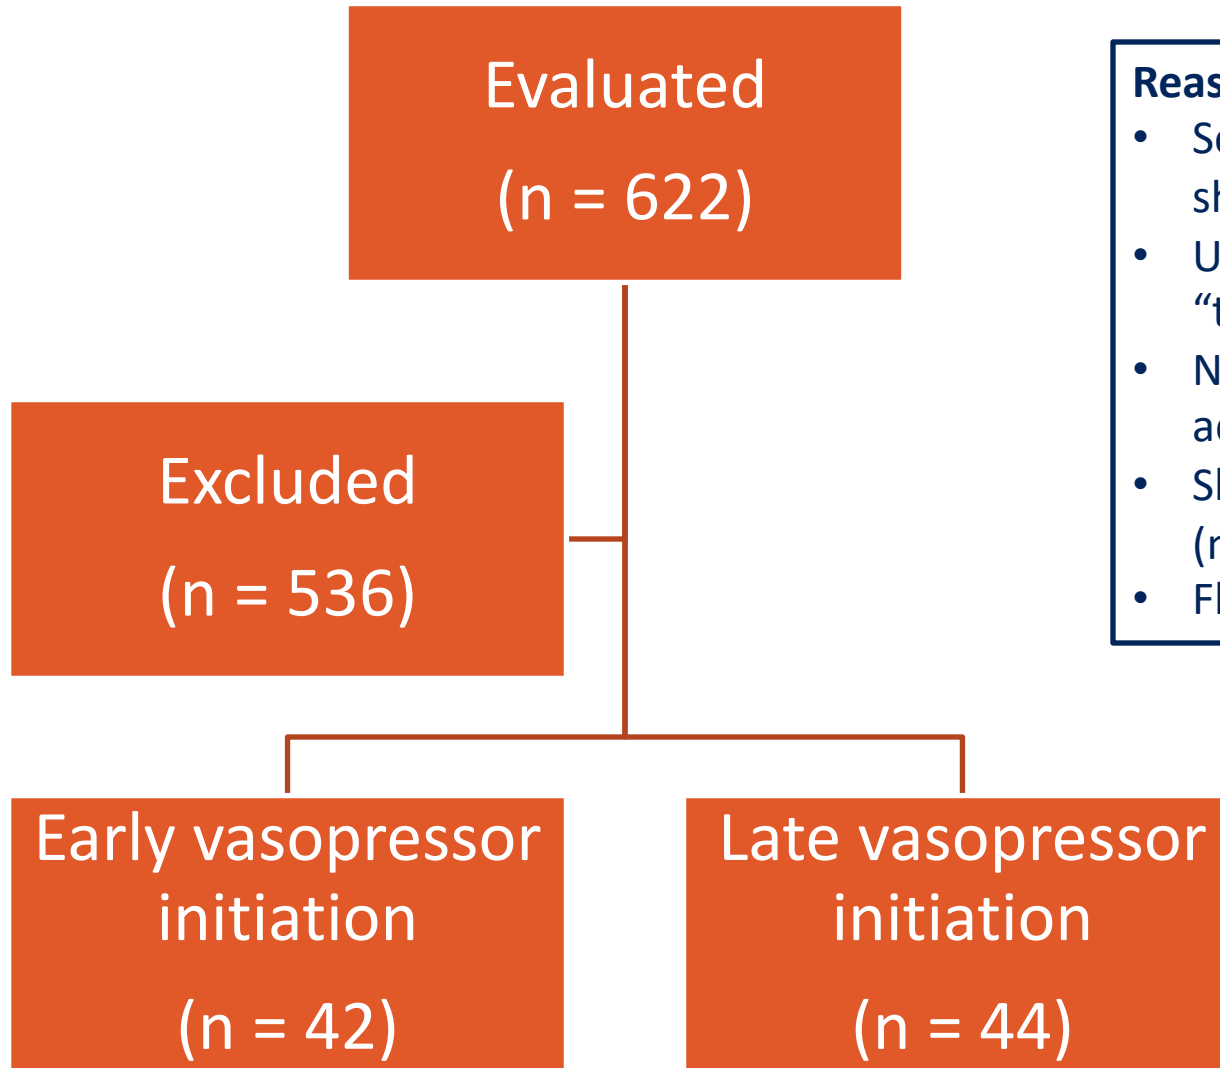 Evaluated
(n = 622)
Excluded
(n = 536)
Early vasopressor
initiation
(n = 42)
Late vasopressor
initiation
(n = 44)